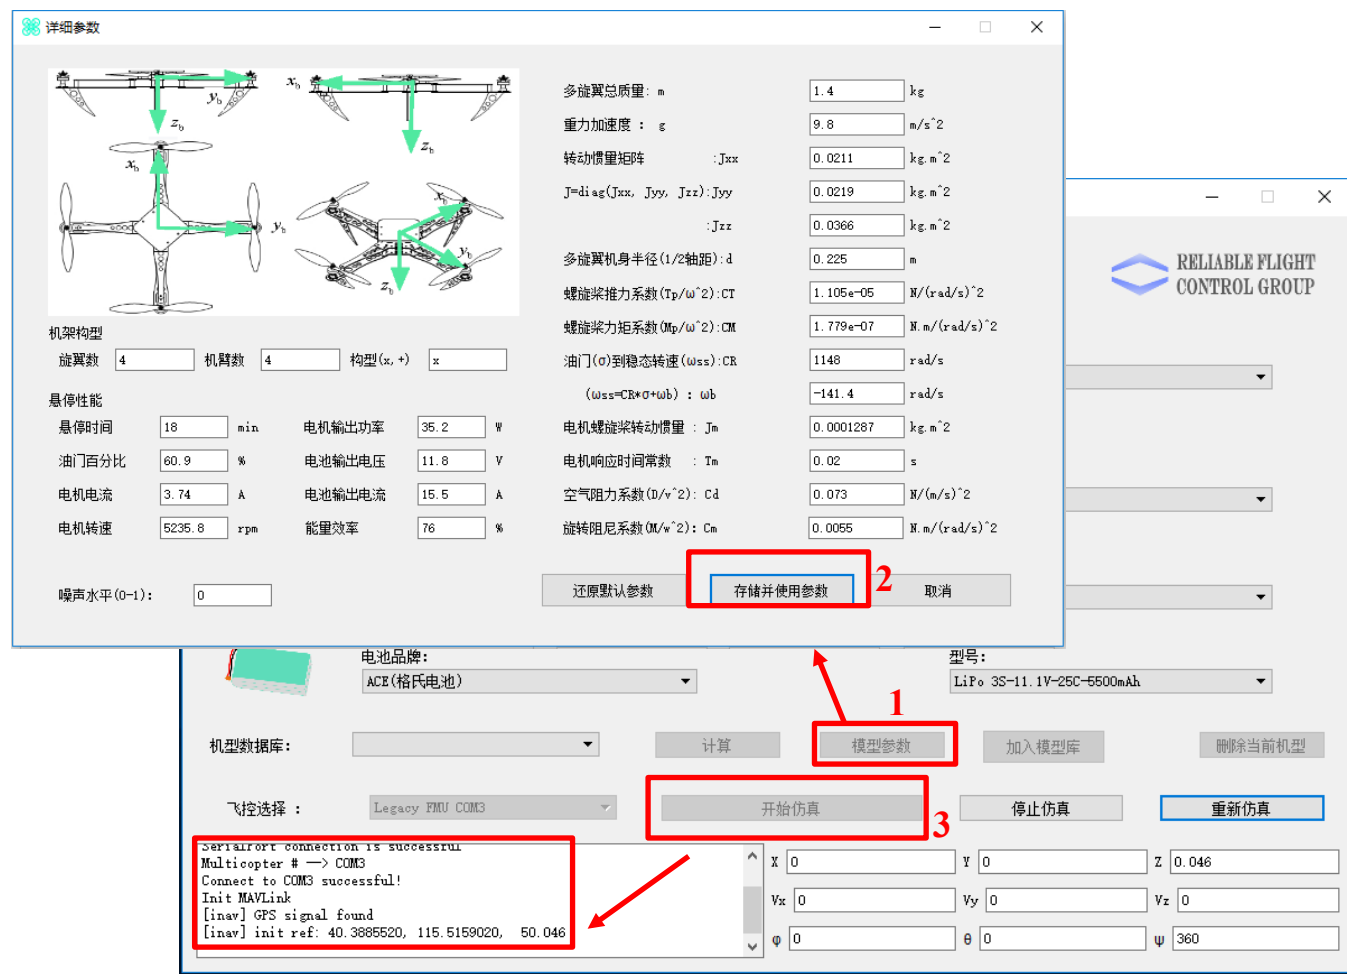 详细参数
x_b
y_b
z_b
z_b
x_b
y_b
x_b
y_b
z_b
机架构型
旋翼数 4 机臂数 4 构型(x,+) x
悬停性能
悬停时间 18 min 电机输出功率 35.2 W
油门百分比 60.9 % 电池输出电压 11.8 V
电机电流 3.74 A 电池输出电流 15.5 A
电机转速 5235.8 rpm 能量效率 76 %
噪声水平(0-1): 0
多旋翼总质量: m 1.4 kg
重力加速度 : g 9.8 m/s^2
转动惯量矩阵 :Jxx 0.0211 kg.m^2
J=diag(Jxx, Jyy, Jzz):Jyy 0.0219 kg.m^2
:Jzz 0.0366 kg.m^2
多旋翼机身半径(1/2轴距):d 0.225 m
螺旋桨推力系数(Tp/ω^2):CT 1.105e-05 N/(rad/s)^2
螺旋桨力矩系数(Mp/ω^2):CM 1.779e-07 N.m/(rad/s)^2
油门(σ)到稳态转速(ωss):CR 1148 rad/s
(ωss=CR*σ+ωb) : ωb -141.4 rad/s
电机螺旋桨转动惯量 : Jm 0.0001287 kg.m^2
电机响应时间常数 : Tm 0.02 s
空气阻力系数(D/v^2): Cd 0.073 N/(m/s)^2
旋转阻尼系数(M/w^2): Cm 0.0055 N.m/(rad/s)^2
还原默认参数 存储并使用参数 2 取消
RELIABLE FLIGHT
CONTROL GROUP
电池品牌: 型号:
ACE(格氏电池) LiPo 3S-11.1V-25C-5500mAh
1
机型数据库: 计算 模型参数 加入模型库 删除当前机型
飞控选择 : Legacy FMU COM3 开始仿真 3 停止仿真 重新仿真
SerialPort connection is successful
Multicopter # —> COM3
Connect to COM3 successful!
Init MAVLink
[inav] GPS signal found
[inav] init ref: 40.3885520, 115.5159020, 50.046
X 0 Y 0 Z 0.046
Vx 0 Vy 0 Vz 0
φ 0 θ 0 ψ 360